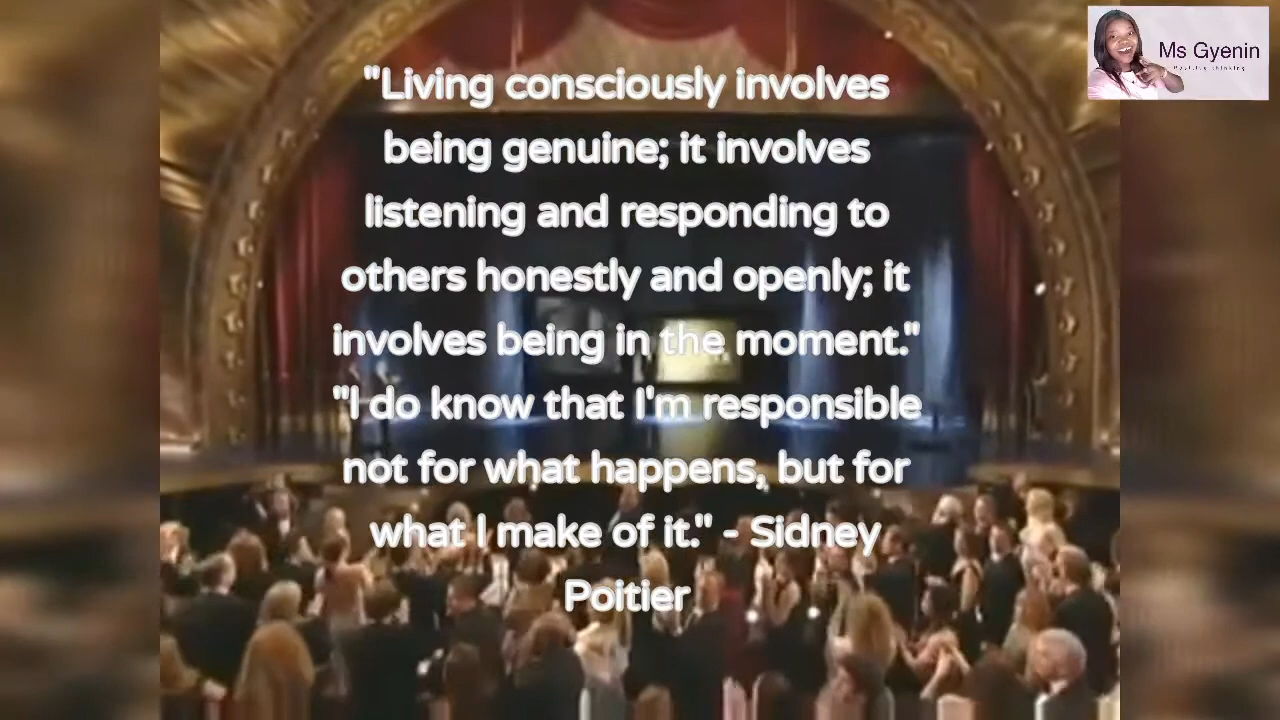 "Living consciously involves
being genuine; it involves
listening and responding to
others honestly and openly; it
involves being in the moment."
"I do know that I'm responsible
not for what happens, but for
what I make of it." - Sidney
Poitier
Ms Gyenin
Positive thinking